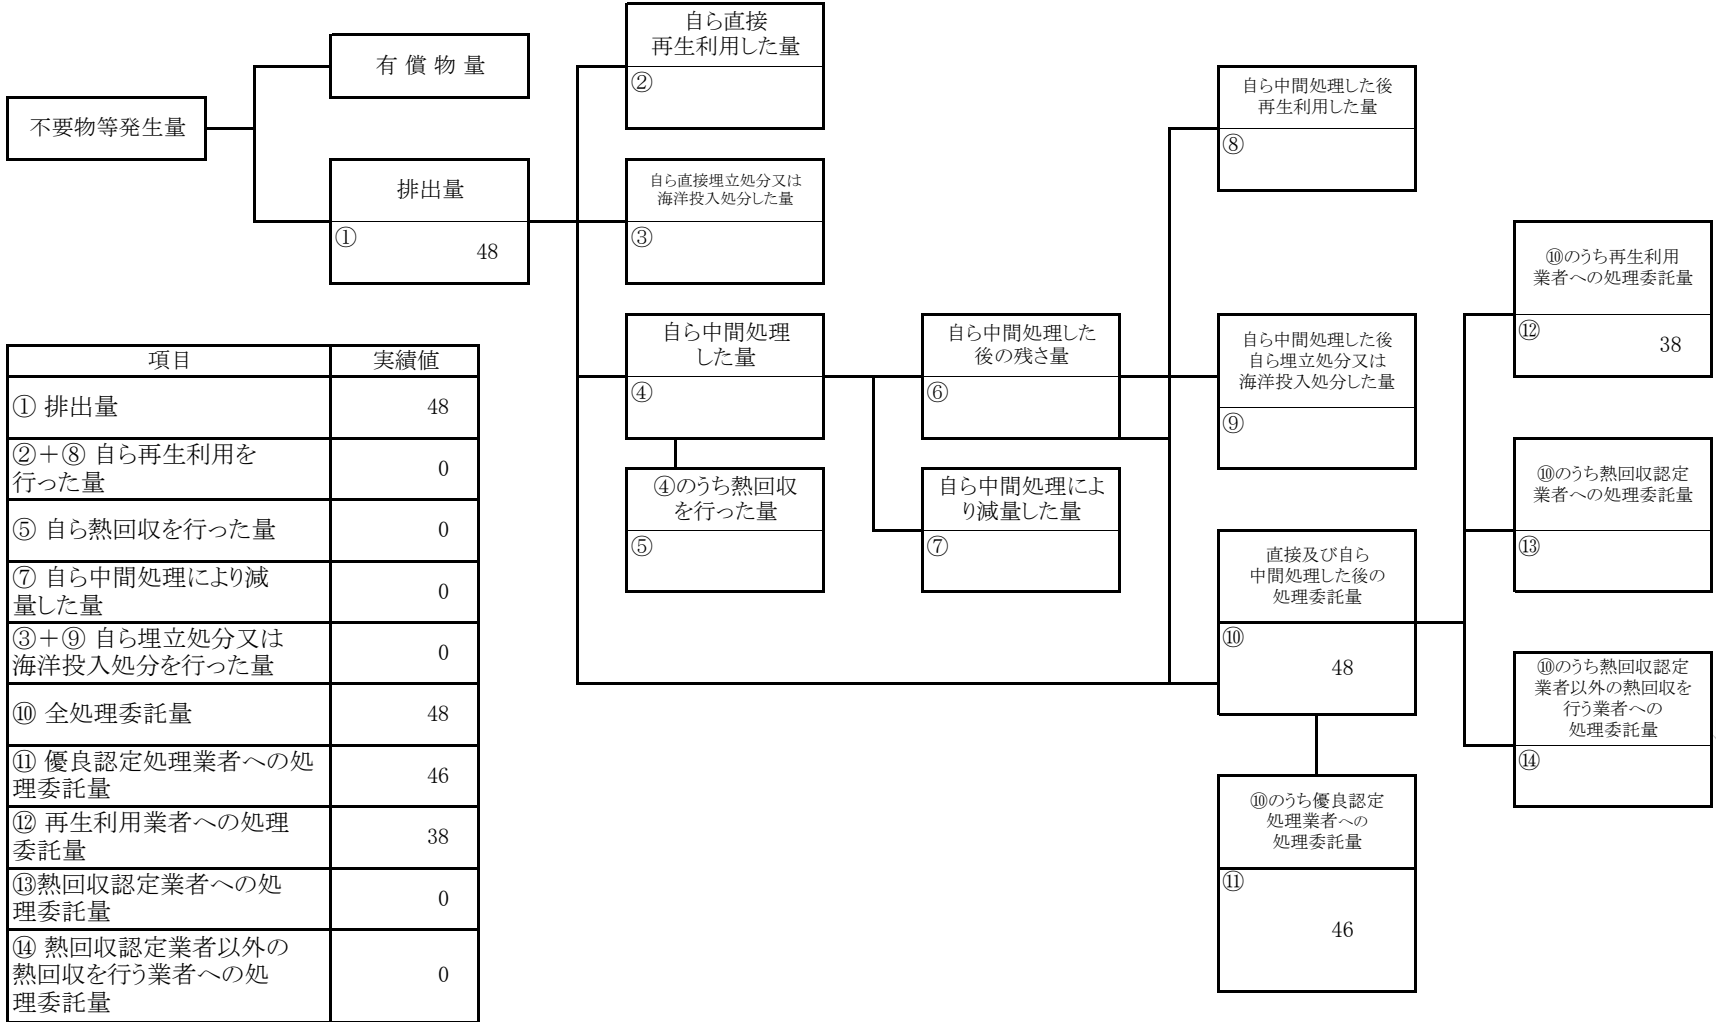 不要物等発生量
有 償 物 量
排出量
①
48
自ら直接
再生利用した量
②
自ら直接埋立処分又は
海洋投入処分した量
③
自ら中間処理
した量
④
④のうち熱回収
を行った量
⑤
自ら中間処理した
後の残さ量
⑥
自ら中間処理によ
り減量した量
⑦
自ら中間処理した後
再生利用した量
⑧
自ら中間処理した後
自ら埋立処分又は
海洋投入処分した量
⑨
直接及び自ら
中間処理した後の
処理委託量
⑩
48
⑩のうち優良認定
処理業者への
処理委託量
⑪
46
⑩のうち再生利用
業者への処理委託量
⑫
38
⑩のうち熱回収認定
業者への処理委託量
⑬
⑩のうち熱回収認定
業者以外の熱回収を
行う業者への
処理委託量
⑭
項目 実績値
① 排出量 48
②+⑧ 自ら再生利用を
行った量 0
⑤ 自ら熱回収を行った量 0
⑦ 自ら中間処理により減
量した量 0
③+⑨ 自ら埋立処分又は
海洋投入処分を行った量 0
⑩ 全処理委託量 48
⑪ 優良認定処理業者への処
理委託量 46
⑫ 再生利用業者への処理
委託量 38
⑬熱回収認定業者への処
理委託量 0
⑭ 熱回収認定業者以外の
熱回収を行う業者への処
理委託量 0